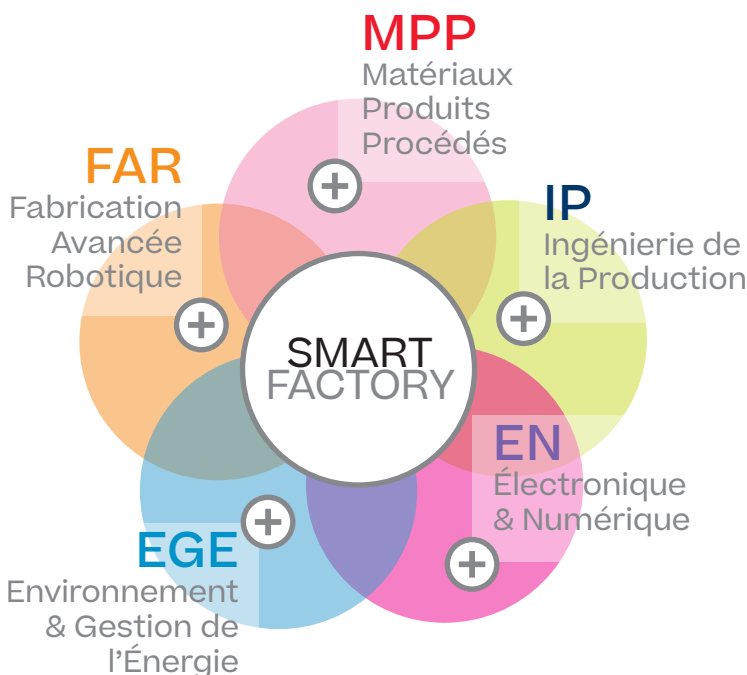 MPP
Matériaux
Produits
Procédés
FAR
Fabrication
Avancée
Robotique
IP
Ingénierie de
la Production
SMART
FACTORY
EN
Électronique
& Numérique
EGE
Environnement
& Gestion de
l'Énergie